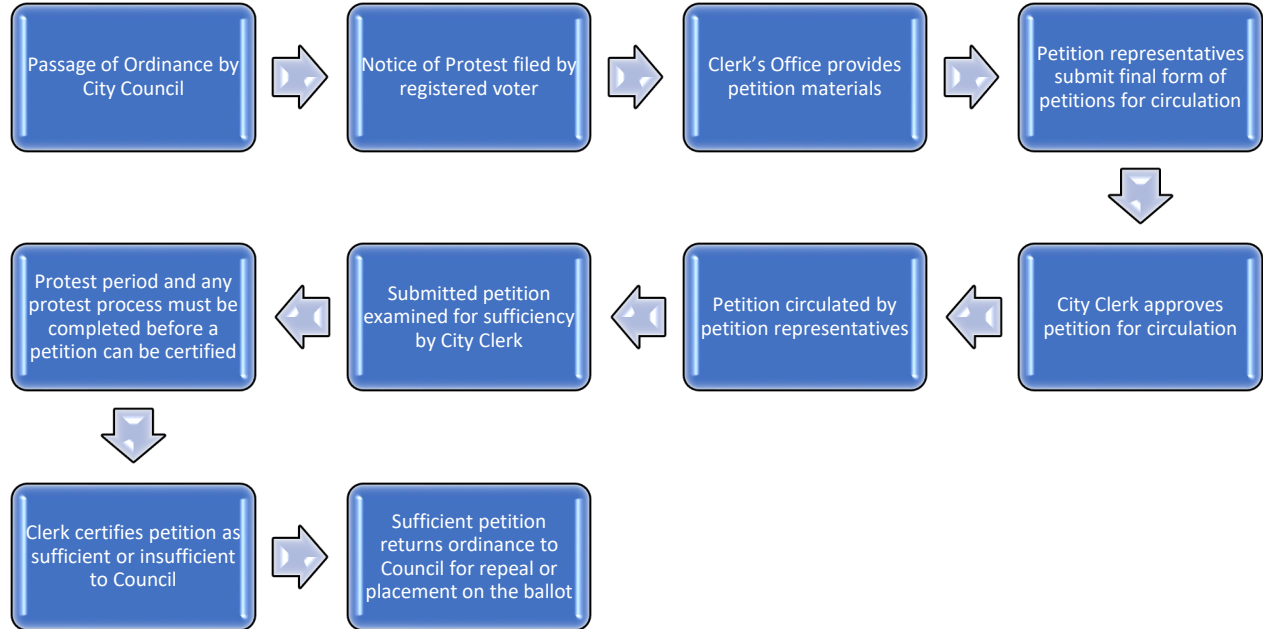 Passage of Ordinance by
City Council
Notice of Protest filed by
registered voter
Clerk's Office provides
petition materials
Petition representatives
submit final form of
petitions for circulation
City Clerk approves
petition for circulation
Petition circulated by
petition representatives
Submitted petition
examined for sufficiency
by City Clerk
Protest period and any
protest process must be
completed before a
petition can be certified
Clerk certifies petition as
sufficient or insufficient
to Council
Sufficient petition
returns ordinance to
Council for repeal or
placement on the ballot